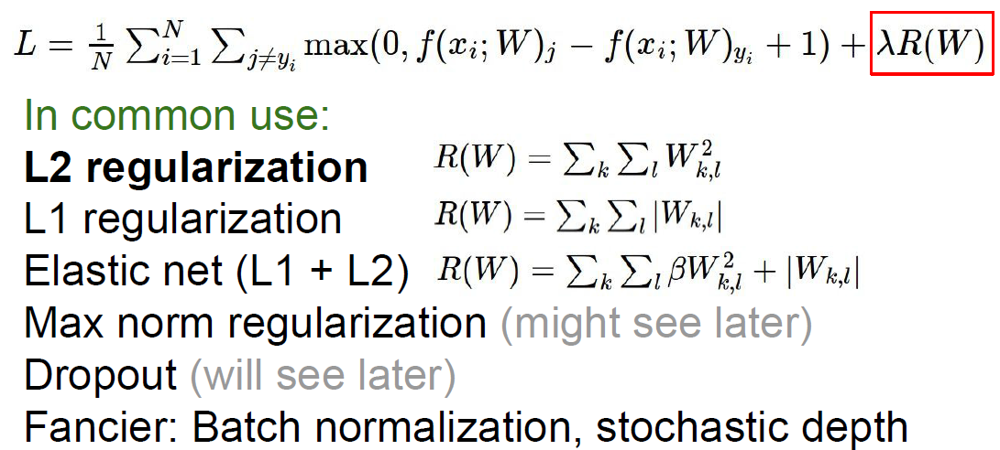 L = \frac{1}{N} \sum_{i=1}^{N} \sum_{j \neq y_i} \max(0, f(x_i; W)_j - f(x_i; W)_{y_i} + 1) + \lambda R(W)
In common use:
L2 regularization R(W) = \sum_k \sum_l W_{k,l}^2
L1 regularization R(W) = \sum_k \sum_l |W_{k,l}|
Elastic net (L1 + L2) R(W) = \sum_k \sum_l \beta W_{k,l}^2 + |W_{k,l}|
Max norm regularization (might see later)
Dropout (will see later)
Fancier: Batch normalization, stochastic depth